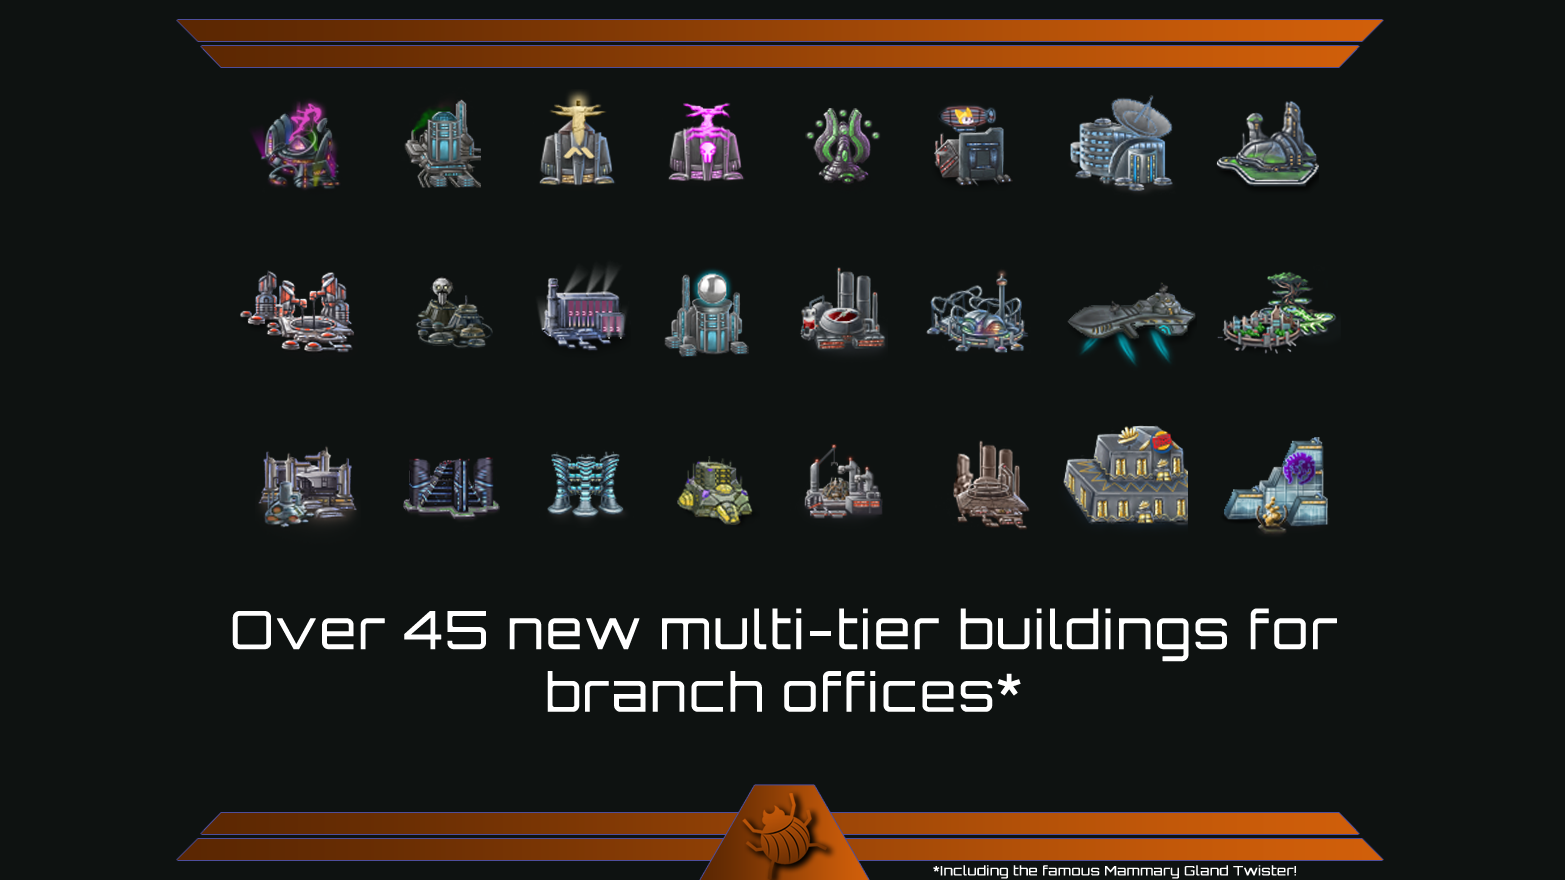 Over 45 new multi-tier buildings for
branch offices*
*Including the famous Mammary Gland Twister!